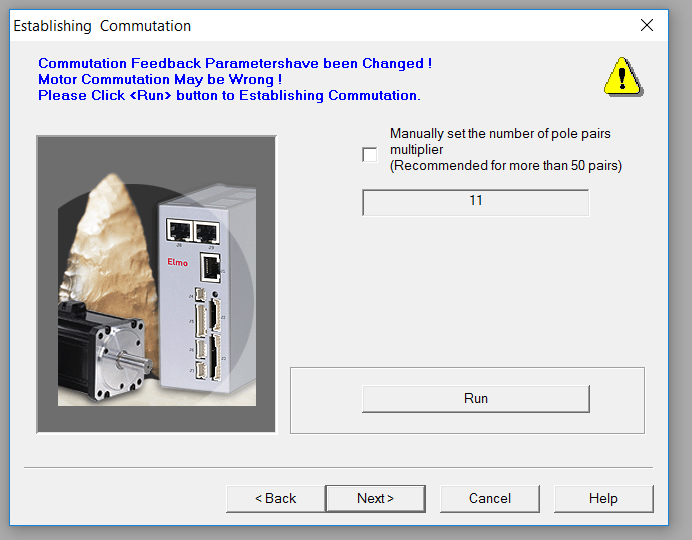 Establishing Commutation
Commutation Feedback Parametershave been Changed !
Motor Commutation May be Wrong !
Please Click <Run> button to Establishing Commutation.
Manually set the number of pole pairs
multiplier
(Recommended for more than 50 pairs)
11
Elmo
Run
< Back
Next >
Cancel
Help